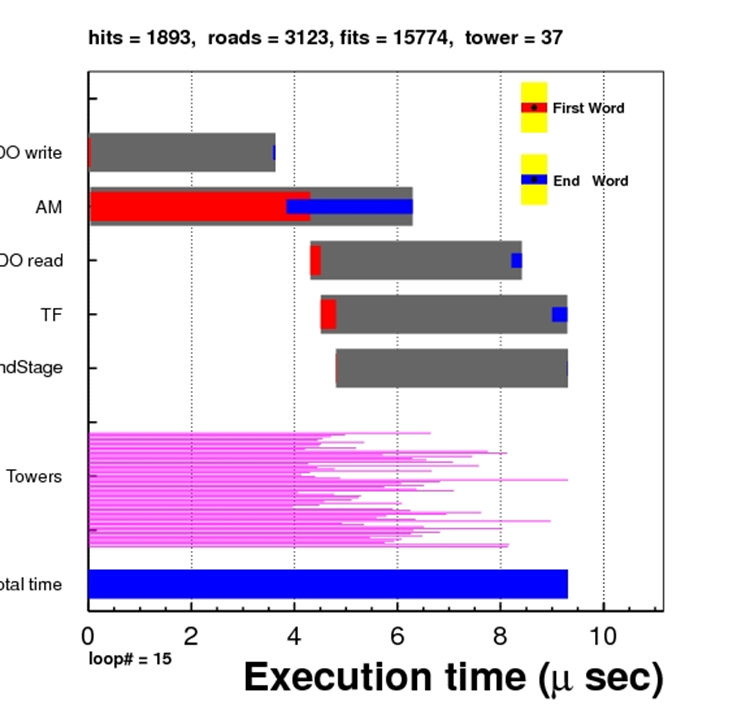 hits = 1893, roads = 3123, fits = 15774, tower = 37
First Word
DO write
End Word
AM
DO read
TF
ndStage
Towers
otal time
0 2 4 6 8 10
loop# = 15
Execution time (μ sec)